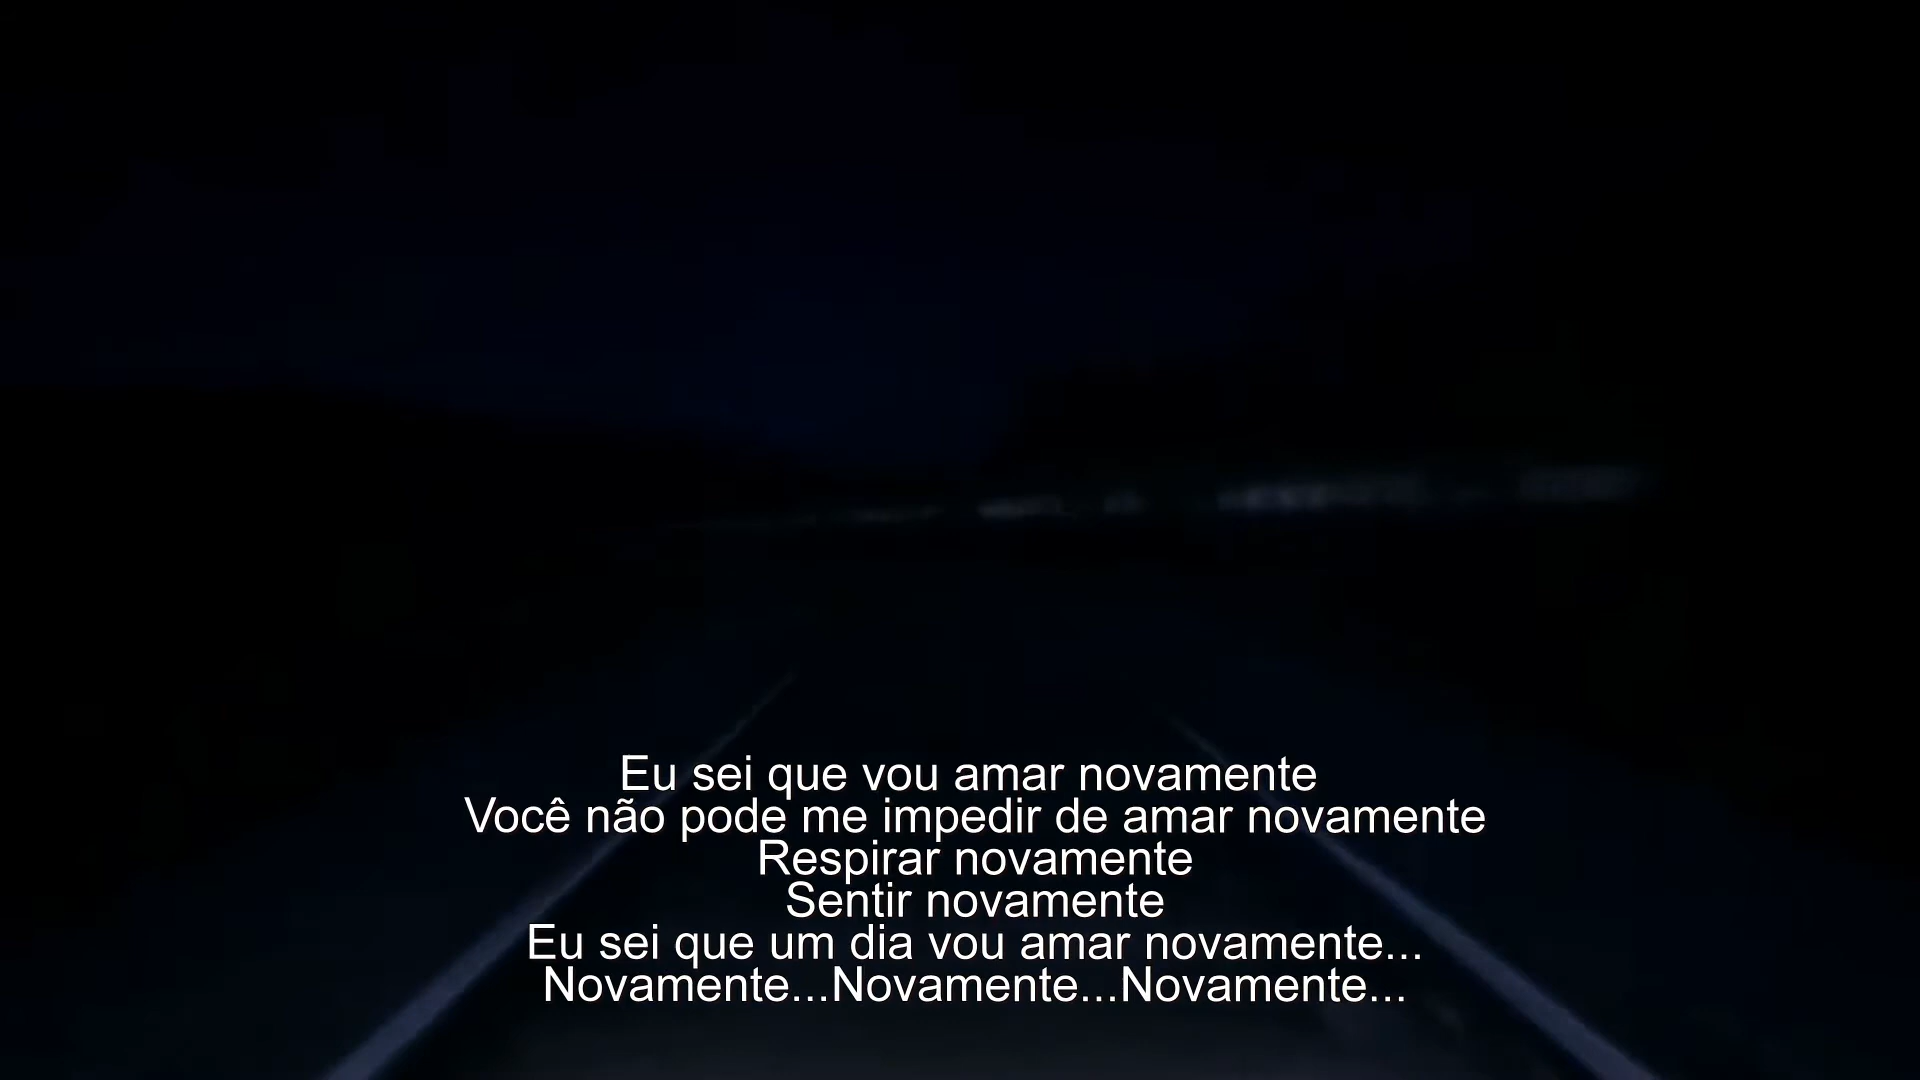 Eu sei que vou amar novamente
Você não pode me impedir de amar novamente
Respirar novamente
Sentir novamente
Eu sei que um dia vou amar novamente...
Novamente...Novamente...Novamente...